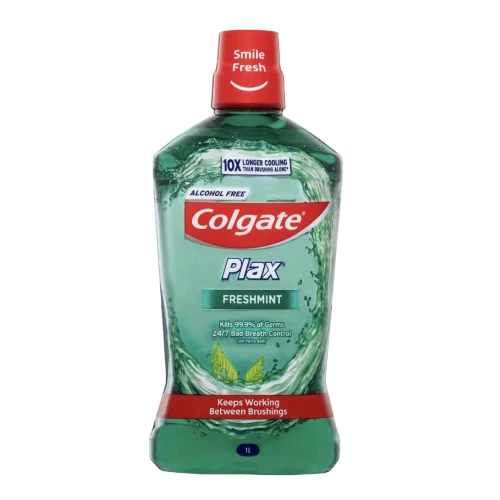 Smile
Fresh
10X LONGER COOLING
THAN BRUSHING ALONE*
ALCOHOL FREE
Colgate®
Plax®
FRESHMINT
Kills 99.9% of Germs
24/7 Bad Breath Control
Keeps Working
Between Brushings
1L